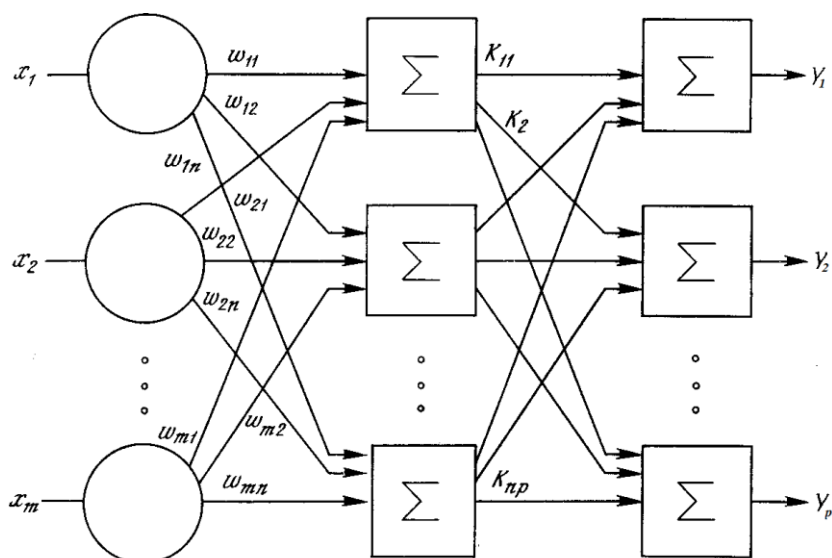 w₁₁
K₁₁
x₁
Σ
Σ
Y₁
w₁₂
K₂
w₁ₙ
w₂₁
w₂₂
x₂
Σ
Σ
Y₂
w₂ₙ
wₘ₁
wₘ₂
wₘₙ
Kₙₚ
xₘ
Σ
Σ
Yₚ